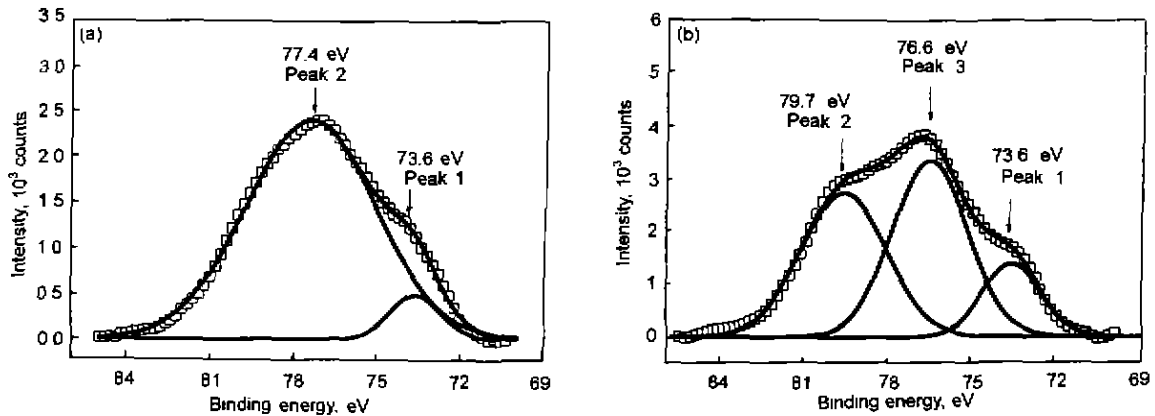 (a)
77.4 eV
Peak 2
73.6 eV
Peak 1
Intensity, 10³ counts
3.5
3 0
2.5
2.0
1.5
1 0
0 5
0 0
84
81
78
75
72
69
Binding energy, eV
(b)
76.6 eV
Peak 3
79.7 eV
Peak 2
73 6 eV
Peak 1
Intensity, 10³ counts
6
5
4
3
2
1
0
84
81
78
75
72
69
Binding energy, eV